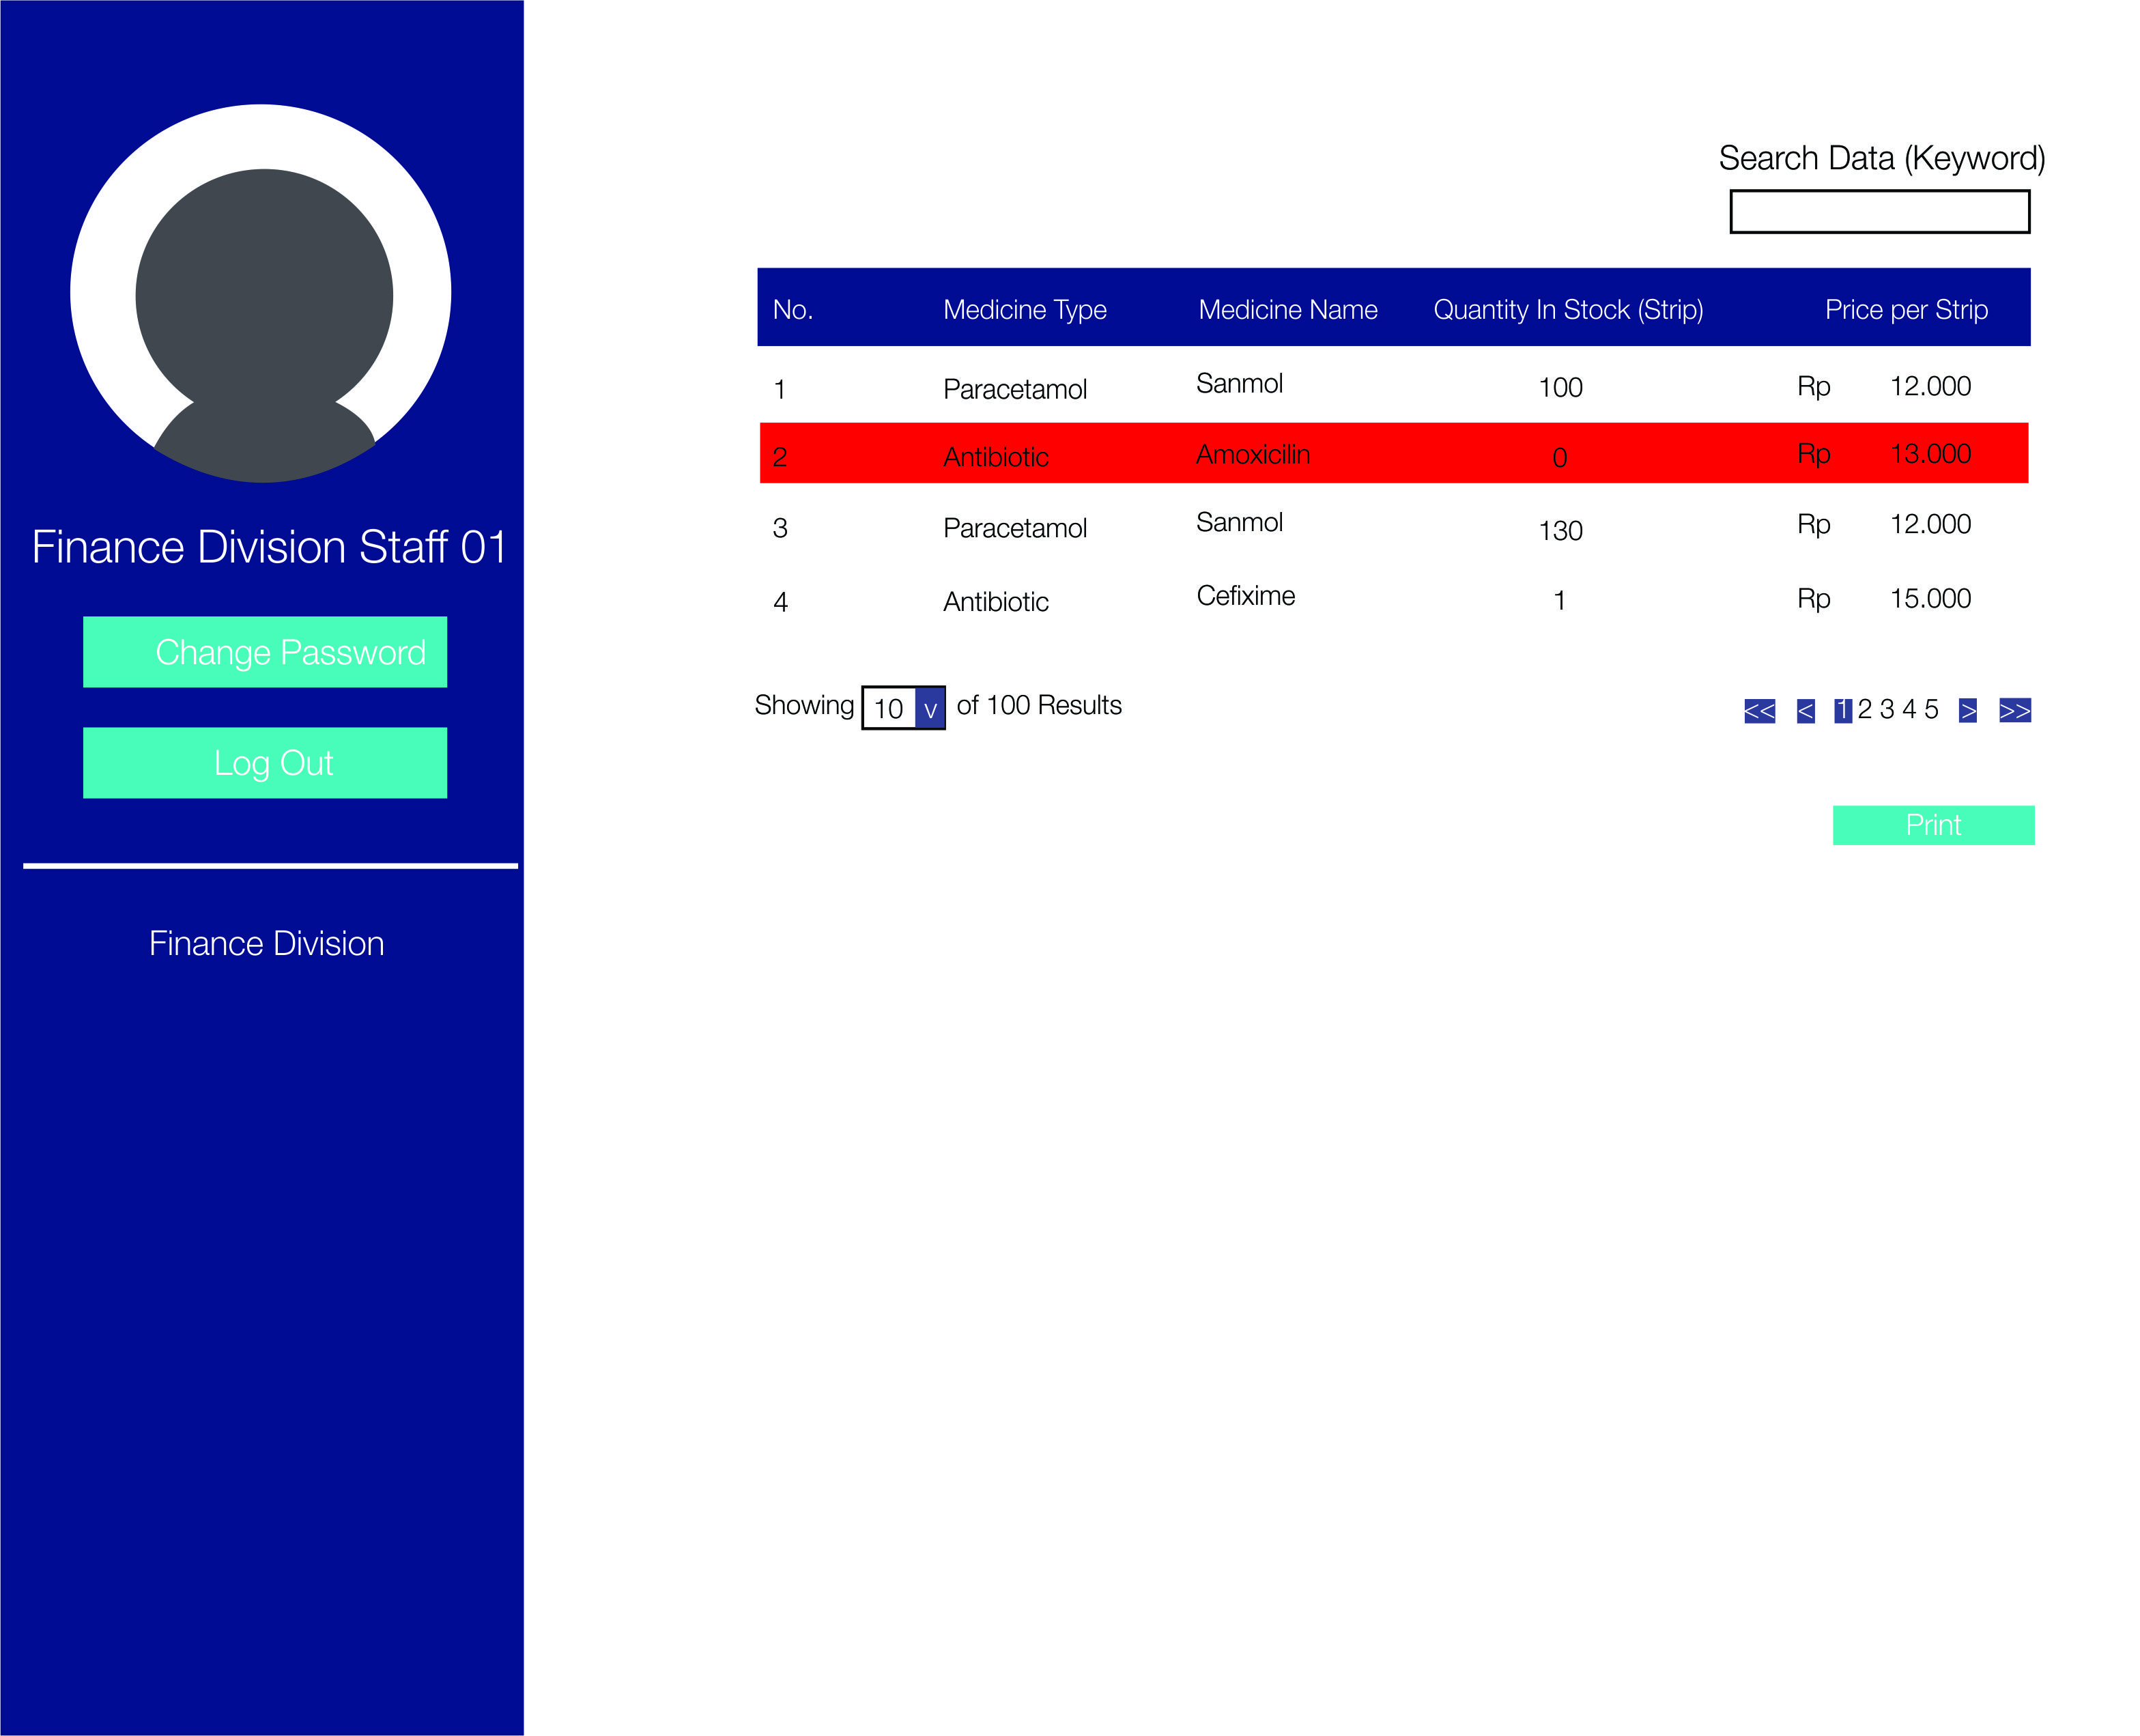 Finance Division Staff 01
Change Password
Log Out
Finance Division
Search Data (Keyword)
No. Medicine Type Medicine Name Quantity In Stock (Strip) Price per Strip
1 Paracetamol Sanmol 100 Rp 12.000
2 Antibiotic Amoxicilin 0 Rp 13.000
3 Paracetamol Sanmol 130 Rp 12.000
4 Antibiotic Cefixime 1 Rp 15.000
Showing 10 v of 100 Results << < 1 2 3 4 5 > >>
Print